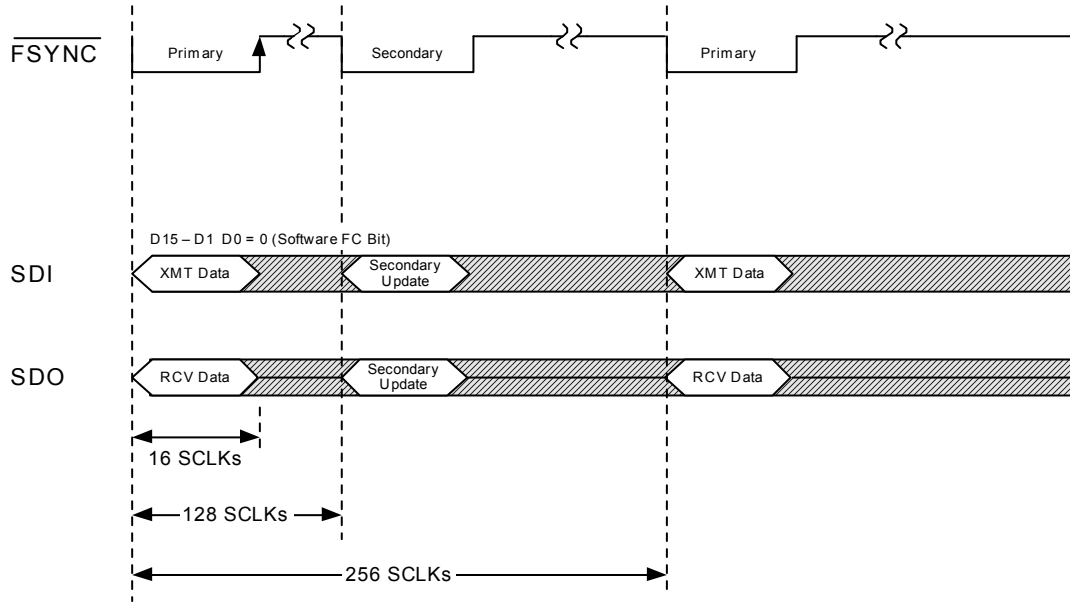 FSYNC
Primary
Secondary
Primary
D15 – D1 D0 = 0 (Software FC Bit)
SDI
XMT Data
Secondary
Update
XMT Data
SDO
RCV Data
Secondary
Update
RCV Data
16 SCLKs
128 SCLKs
256 SCLKs